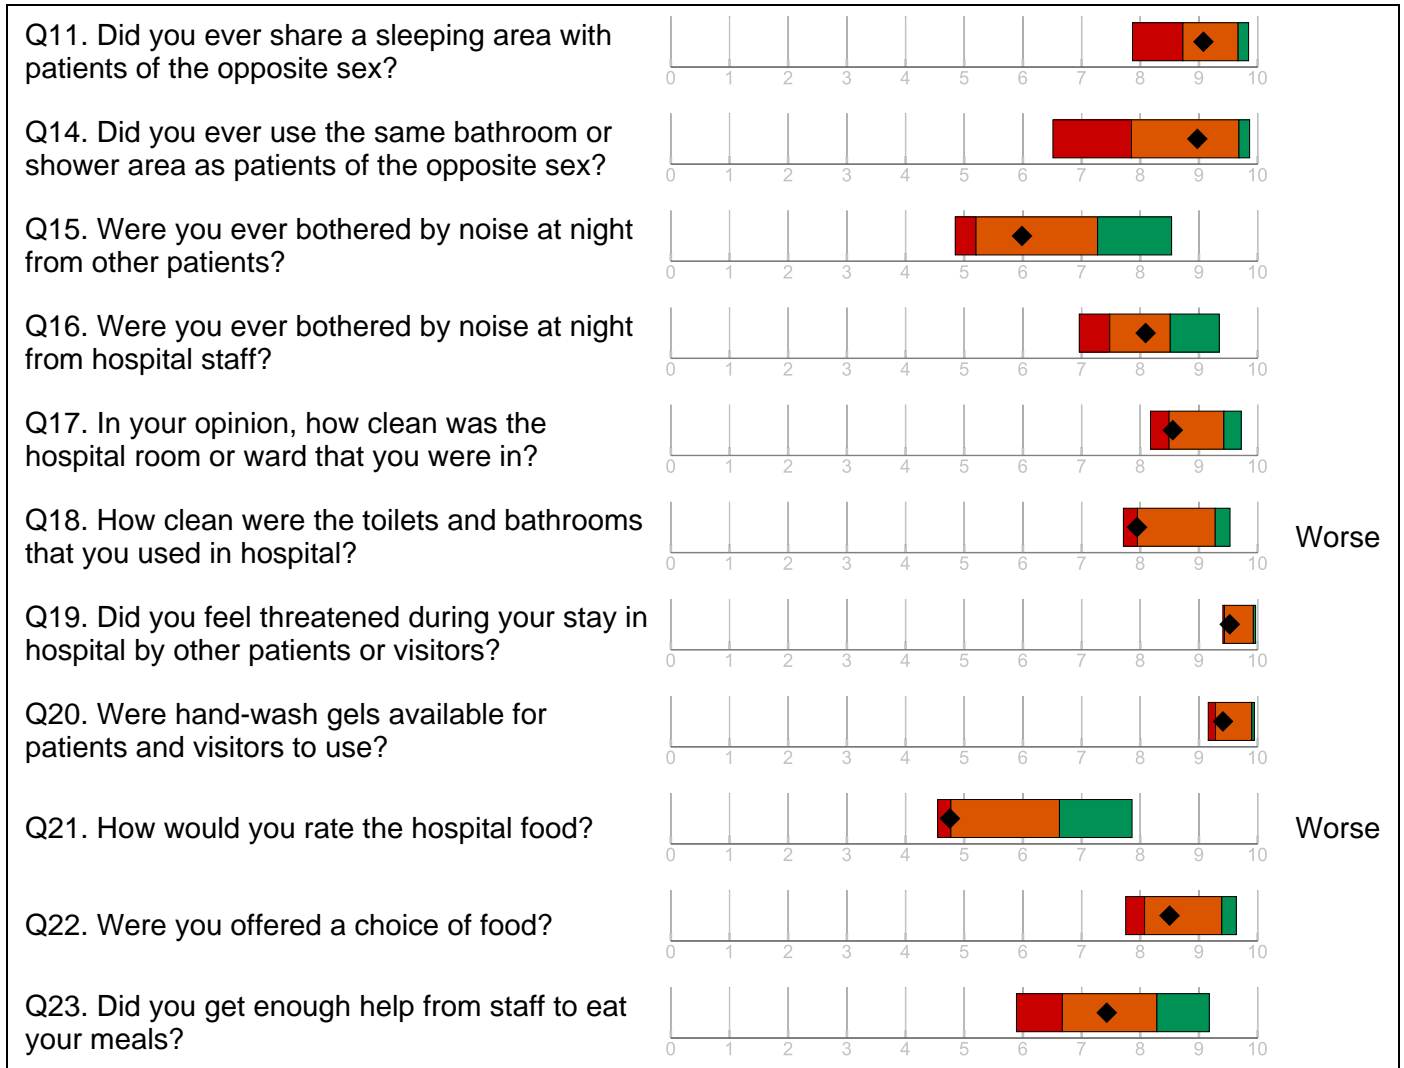 Q11. Did you ever share a sleeping area with
patients of the opposite sex?
0 1 2 3 4 5 6 7 8 9 10
Q14. Did you ever use the same bathroom or
shower area as patients of the opposite sex?
0 1 2 3 4 5 6 7 8 9 10
Q15. Were you ever bothered by noise at night
from other patients?
0 1 2 3 4 5 6 7 8 9 10
Q16. Were you ever bothered by noise at night
from hospital staff?
0 1 2 3 4 5 6 7 8 9 10
Q17. In your opinion, how clean was the
hospital room or ward that you were in?
0 1 2 3 4 5 6 7 8 9 10
Q18. How clean were the toilets and bathrooms
that you used in hospital?
Worse
0 1 2 3 4 5 6 7 8 9 10
Q19. Did you feel threatened during your stay in
hospital by other patients or visitors?
0 1 2 3 4 5 6 7 8 9 10
Q20. Were hand-wash gels available for
patients and visitors to use?
0 1 2 3 4 5 6 7 8 9 10
Q21. How would you rate the hospital food?
Worse
0 1 2 3 4 5 6 7 8 9 10
Q22. Were you offered a choice of food?
0 1 2 3 4 5 6 7 8 9 10
Q23. Did you get enough help from staff to eat
your meals?
0 1 2 3 4 5 6 7 8 9 10